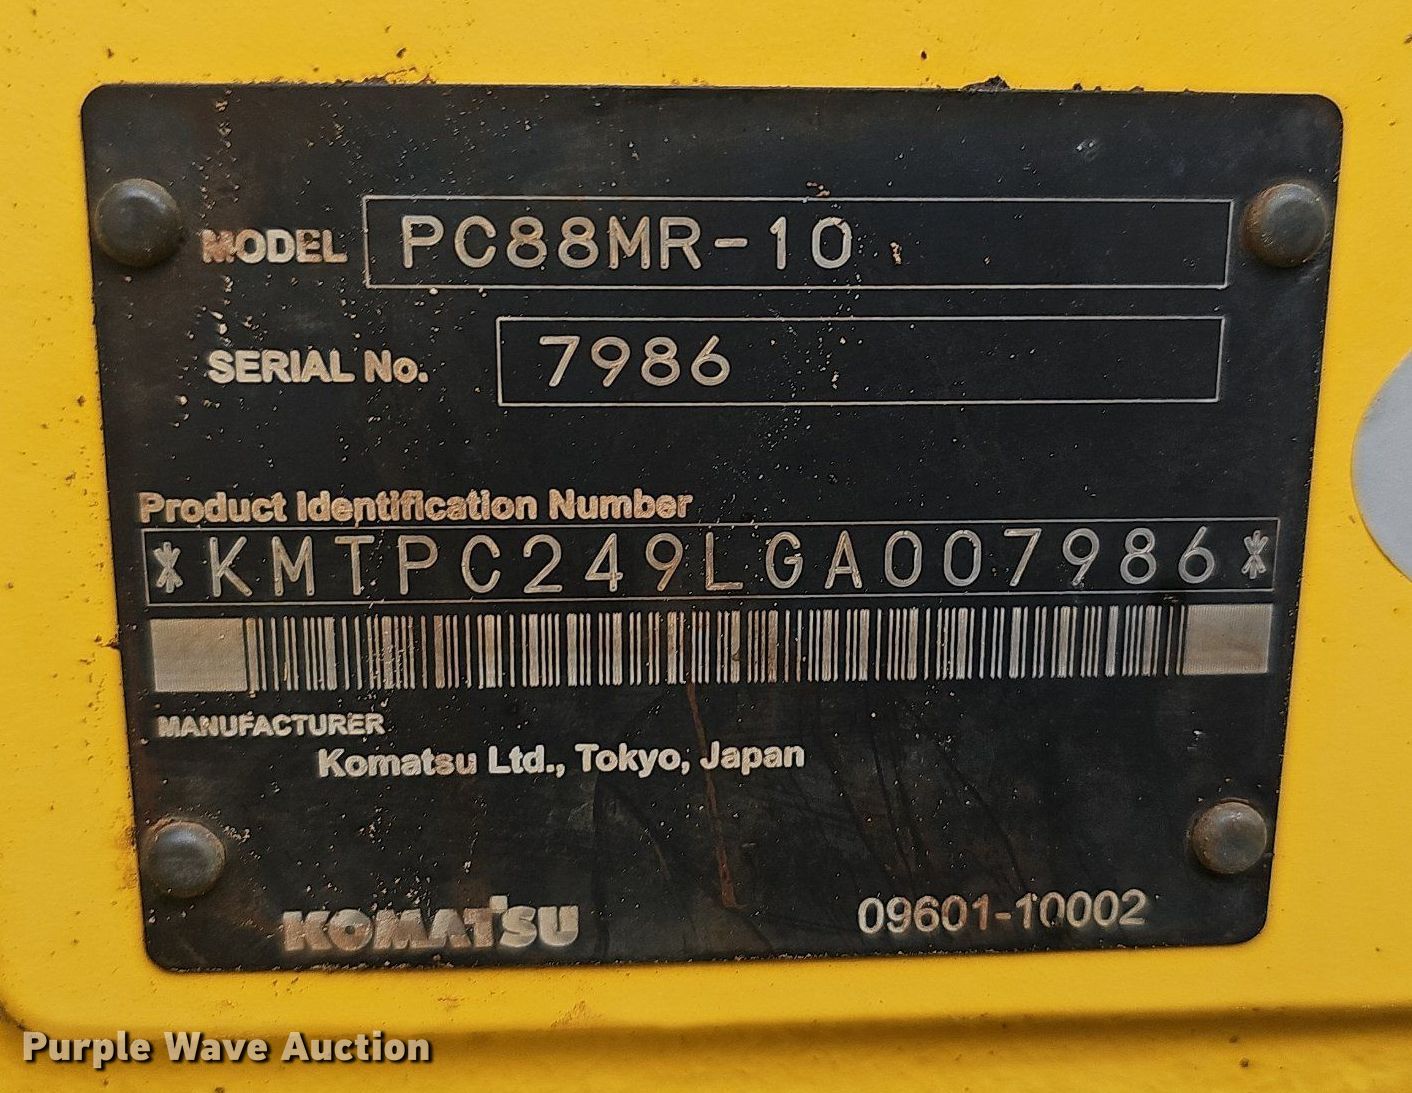 MODEL PC88MR-10
SERIAL No. 7986
Product Identification Number
*KMTPC249LGA007986*
MANUFACTURER
Komatsu Ltd., Tokyo, Japan
KOMATSU 09601-10002
Purple Wave Auction